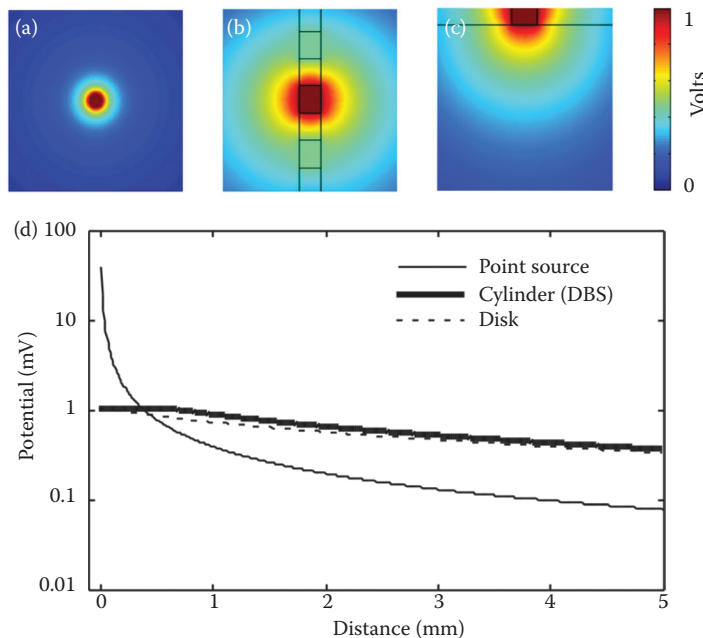 (a)
(b)
(c)
1
0
Volts
(d)
100
10
1
0.1
0.01
Potential (mV)
Point source
Cylinder (DBS)
Disk
0
1
2
3
4
5
Distance (mm)